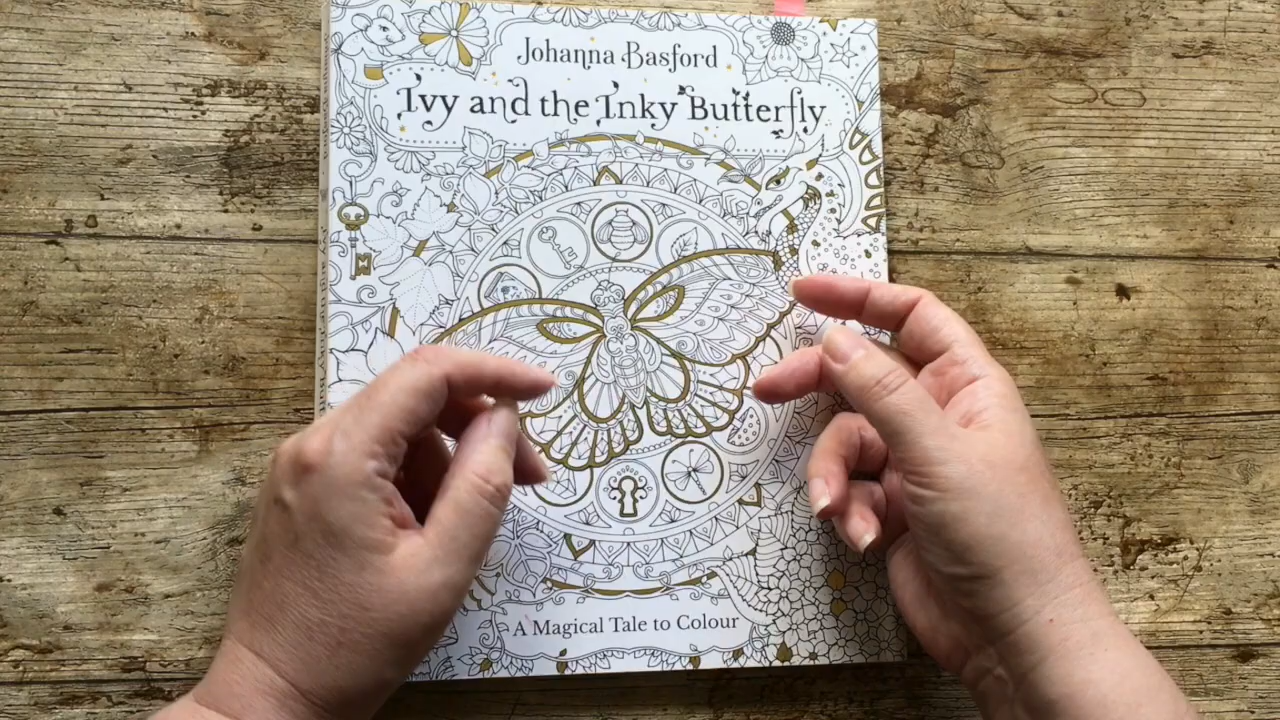 Johanna Basford
Ivy and the Inky Butterfly
A Magical Tale to Colour